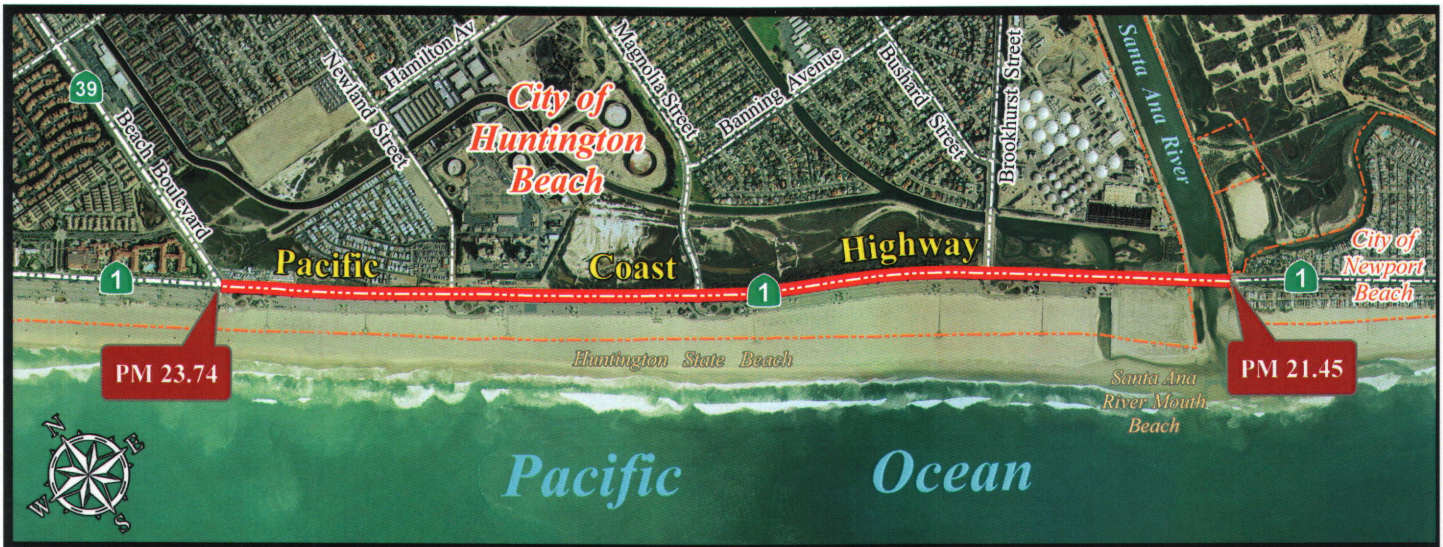 39
Beach Boulevard
Newland Street
Hamilton Av
City of
Huntington
Beach
Magnolia Street
Banning Avenue
Bushard Street
Brookhurst Street
Santa Ana River
City of
Newport
Beach
1
Pacific Coast Highway
1
1
PM 23.74
PM 21.45
Huntington State Beach
Santa Ana
River Mouth
Beach
N
E
W
S
Pacific Ocean